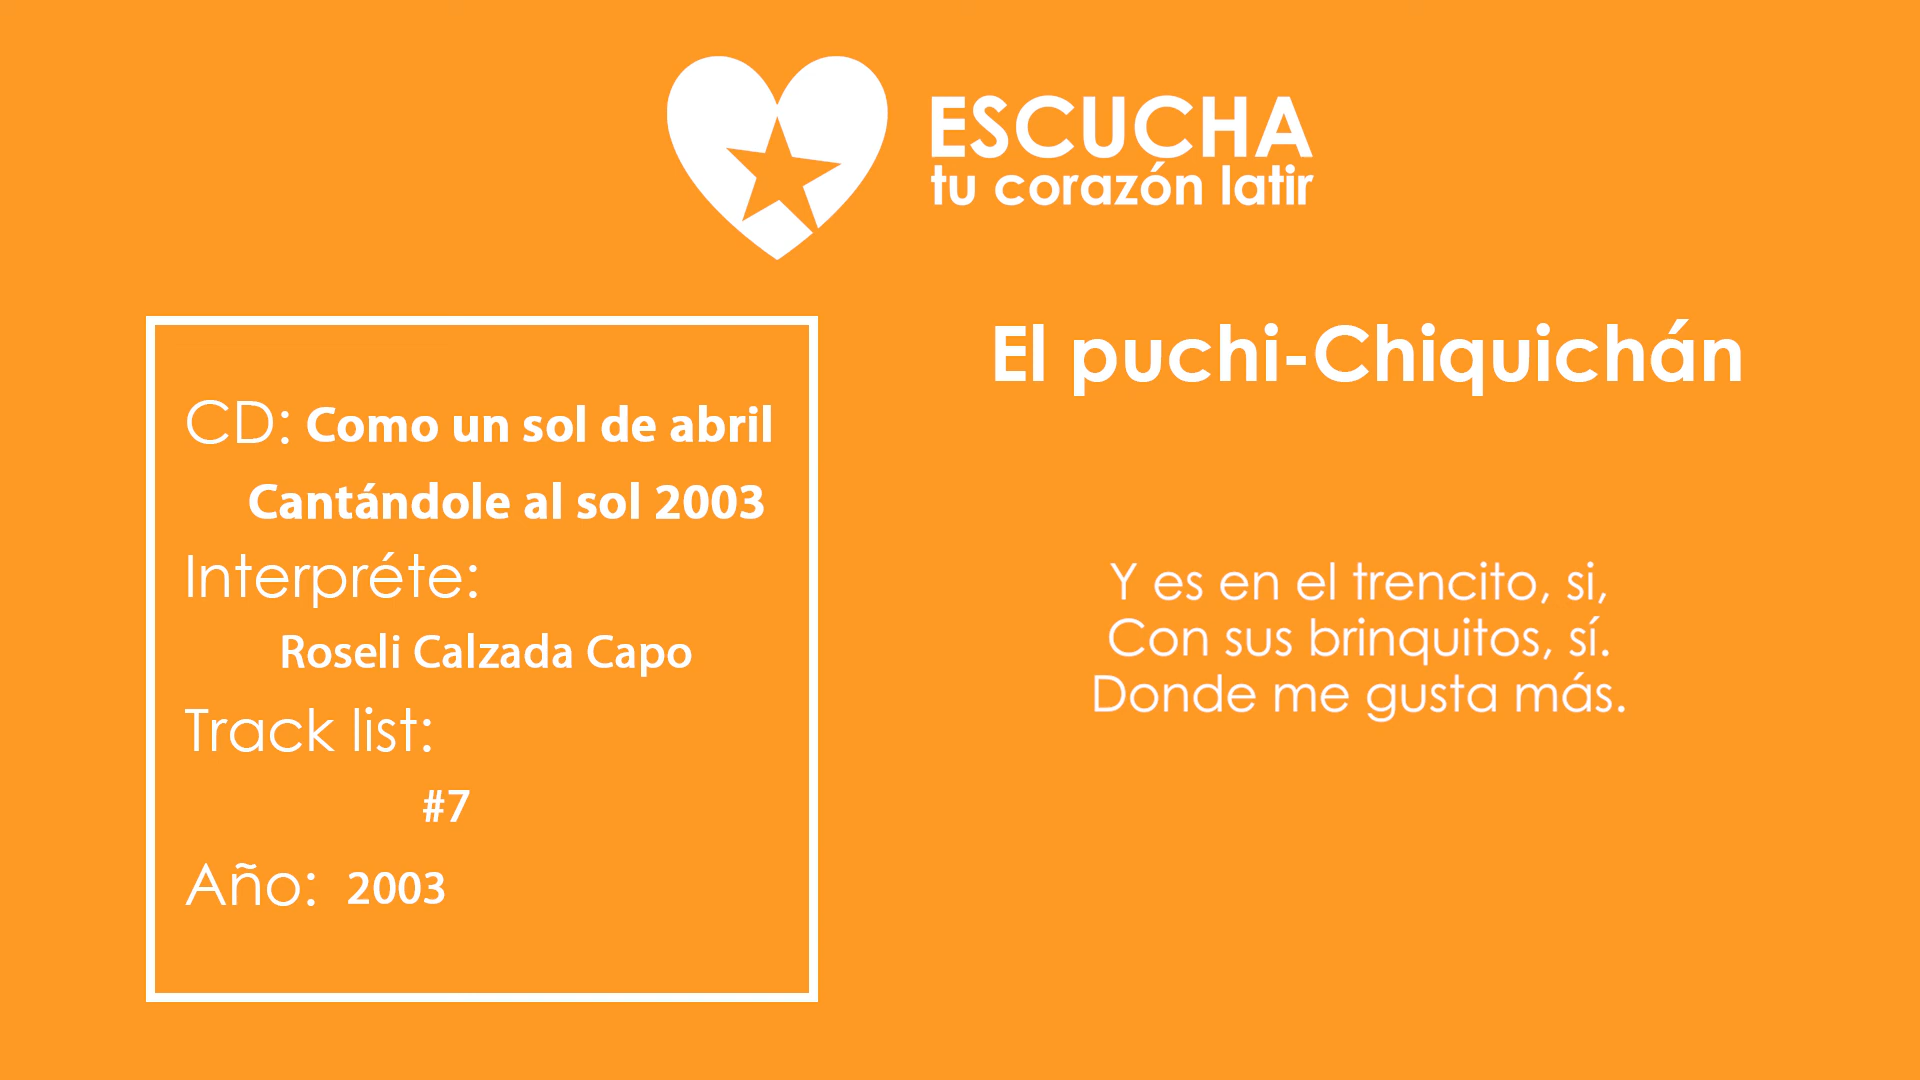 ESCUCHA
tu corazón latir
El puchi-Chiquichán
CD: Como un sol de abril
Cantándole al sol 2003
Interpréte:
Roseli Calzada Capo
Track list:
#7
Año: 2003
Y es en el trencito, si,
Con sus brinquitos, sí.
Donde me gusta más.